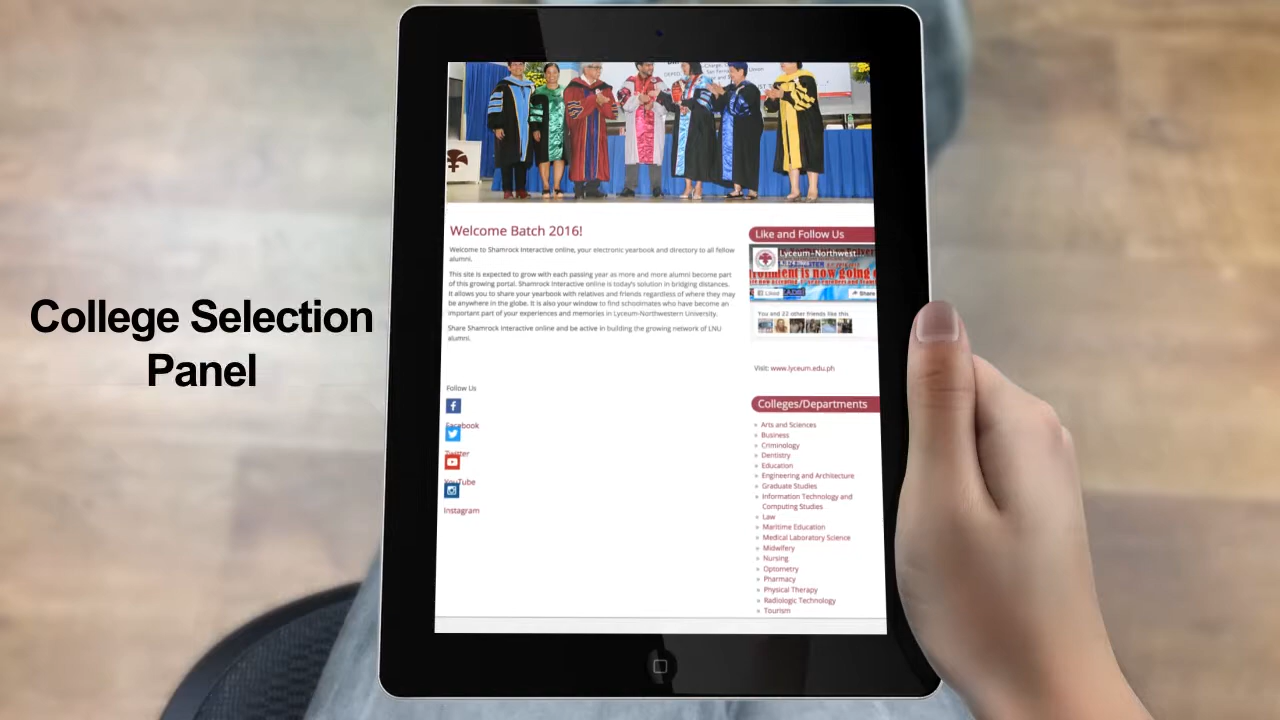 College Selection
Panel
Welcome Batch 2016!
Welcome to Shamrock Interactive online, your electronic yearbook and directory to all fellow
alumni.
This site is expected to grow with each passing year as more and more alumni become part
of this growing portal. Shamrock Interactive online is today's solution in bridging distances.
It allows you to share your yearbook with relatives and friends regardless of where they may
be anywhere in the globe. It is also your window to find schoolmates who have become an
important part of your experiences and memories in Lyceum-Northwestern University.
Share Shamrock Interactive online and be active in building the growing network of LNU
alumni.
Follow Us
Facebook
Twitter
YouTube
Instagram
Like and Follow Us
Lyceum-Northwest...
enrollment is now going
Liked
Share
You and 22 other friends like this
Visit: www.lyceum.edu.ph
Colleges/Departments
Arts and Sciences
Business
Criminology
Dentistry
Education
Engineering and Architecture
Graduate Studies
Information Technology and
Computing Studies
Law
Maritime Education
Medical Laboratory Science
Midwifery
Nursing
Optometry
Pharmacy
Physical Therapy
Radiologic Technology
Tourism